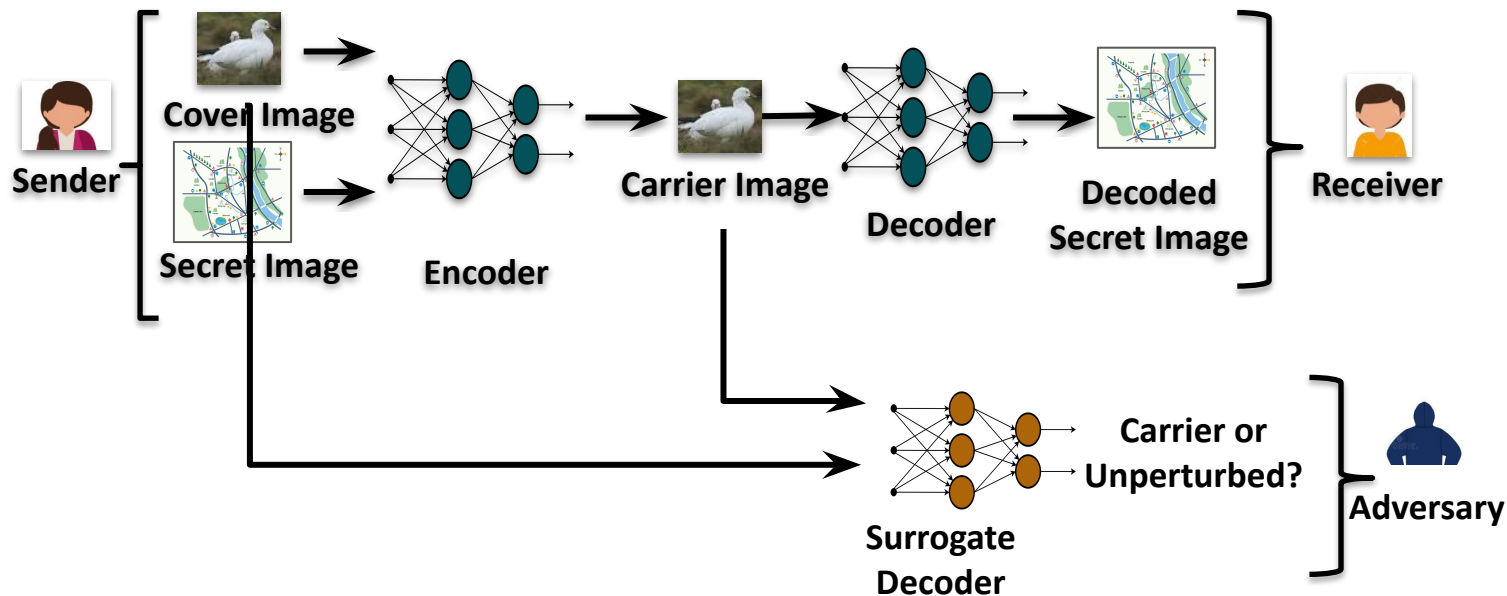 Sender
Cover Image
Secret Image
Encoder
Carrier Image
Decoder
Decoded
Secret Image
Receiver
Surrogate
Decoder
Carrier or
Unperturbed?
Adversary